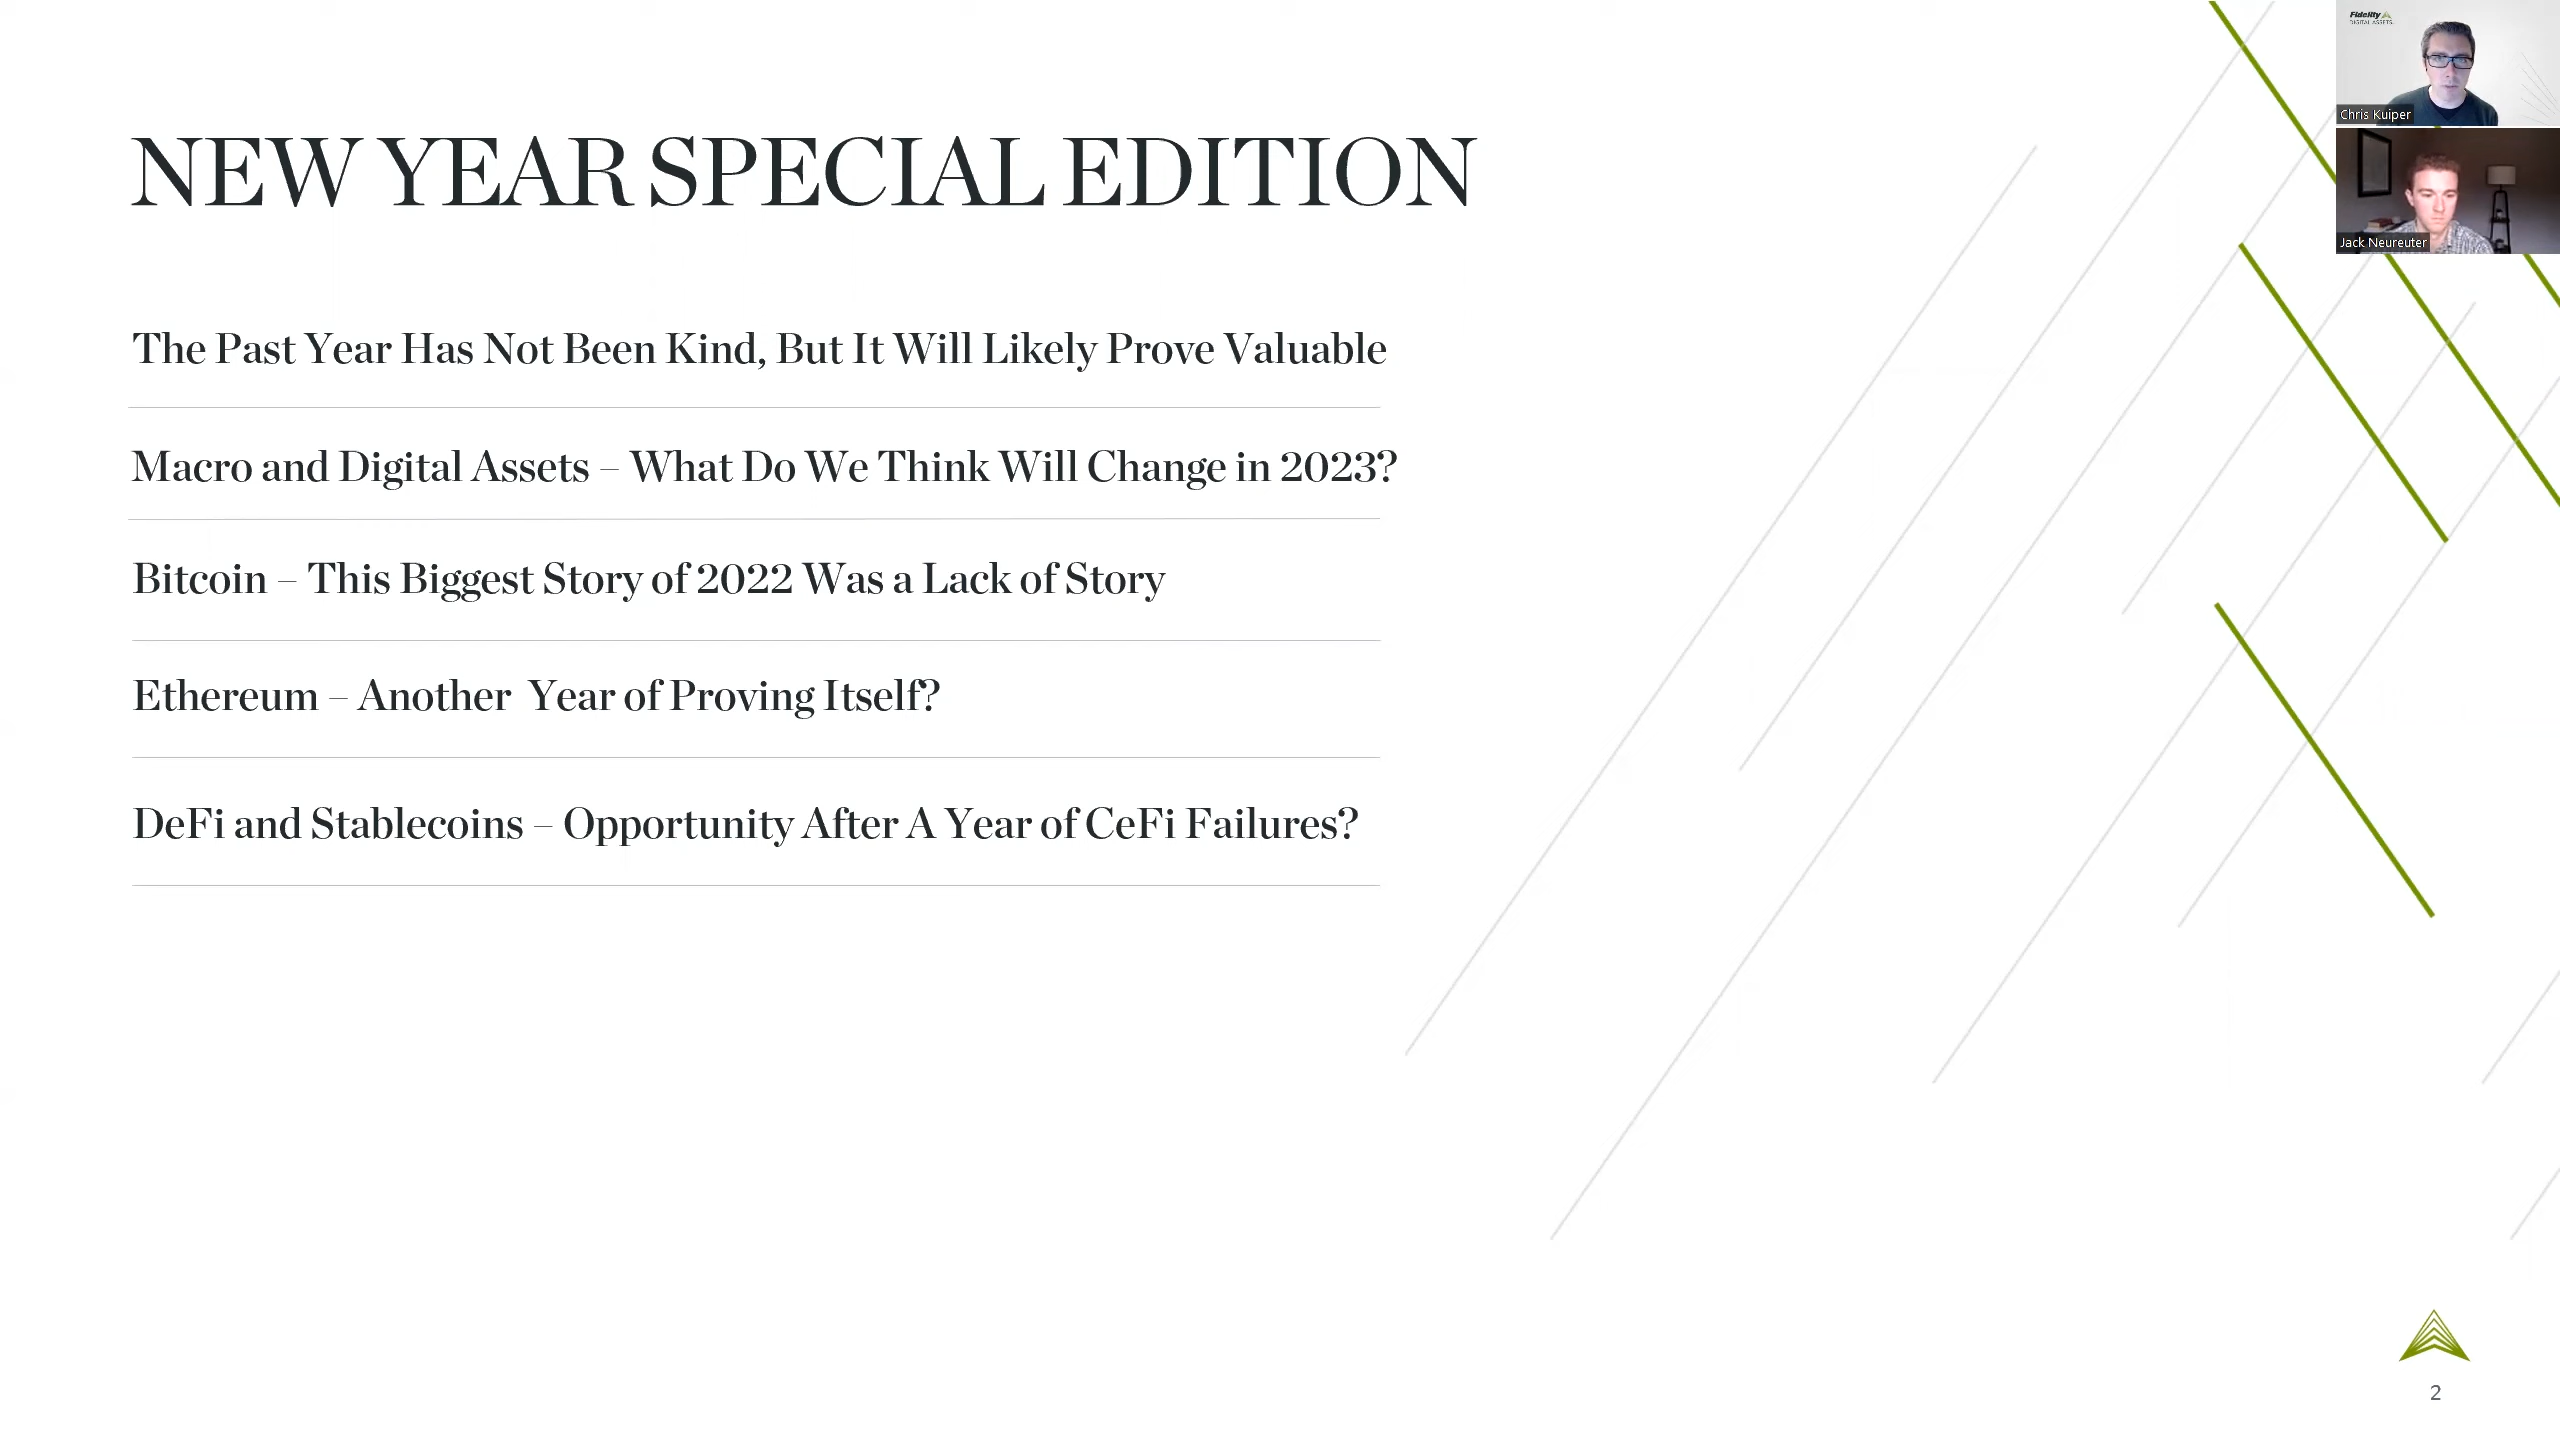 NEW YEAR SPECIAL EDITION
The Past Year Has Not Been Kind, But It Will Likely Prove Valuable
Macro and Digital Assets – What Do We Think Will Change in 2023?
Bitcoin – This Biggest Story of 2022 Was a Lack of Story
Ethereum – Another  Year of Proving Itself?
DeFi and Stablecoins – Opportunity After A Year of CeFi Failures?
Fidelity
DIGITAL ASSETS
Chris Kuiper
Jack Neureuter
2